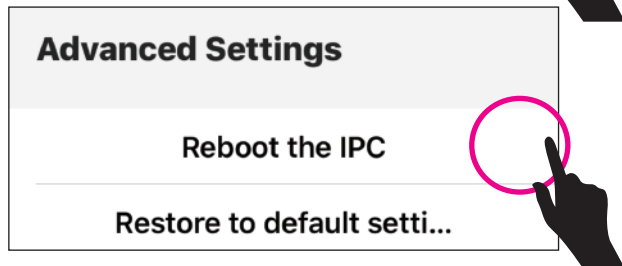 Advanced Settings
Reboot the IPC
Restore to default setti...